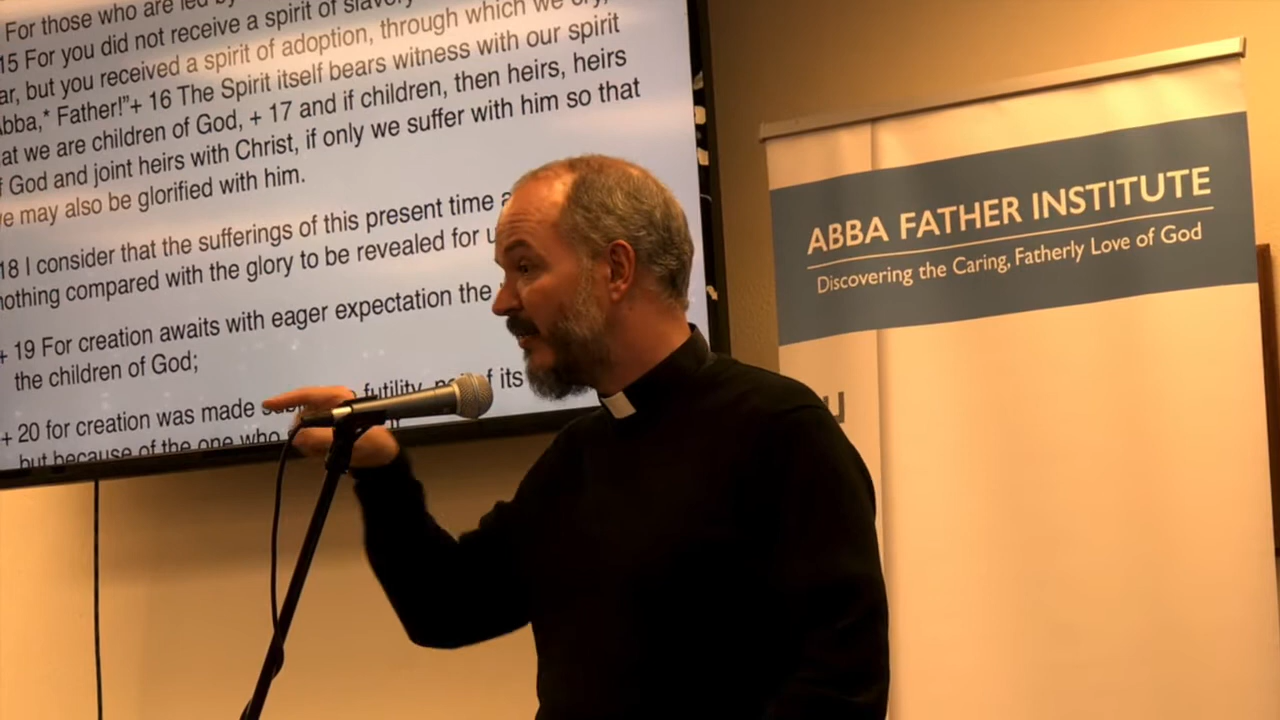 For those who are led by
15 For you did not receive a spirit of slavery
ar, but you received a spirit of adoption, through which we cry,
bba,* Father!"+ 16 The Spirit itself bears witness with our spirit
at we are children of God, + 17 and if children, then heirs, heirs
f God and joint heirs with Christ, if only we suffer with him so that
e may also be glorified with him.
18 I consider that the sufferings of this present time
nothing compared with the glory to be revealed for u
+ 19 For creation awaits with eager expectation the
the children of God;
+ 20 for creation was made futility, f its
but because of the one who
ABBA FATHER INSTITUTE
Discovering the Caring, Fatherly Love of God
u